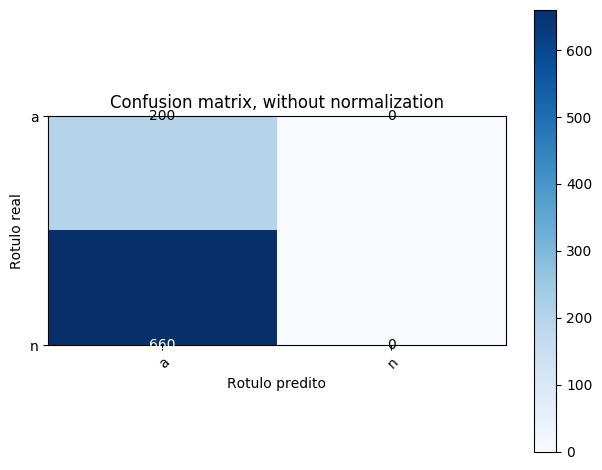 Confusion matrix, without normalization
a
200
0
Rotulo real
n
660
0
a
n
Rotulo predito
600
500
400
300
200
100
0